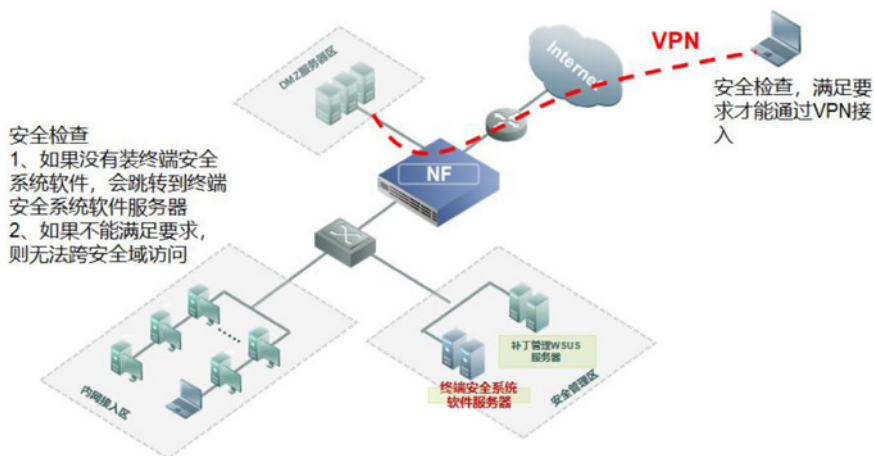 DMZ服务器区
Internet
VPN
安全检查，满足要
求才能通过VPN接
入
安全检查
1、如果没有装终端安全
系统软件，会跳转到终端
安全系统软件服务器
2、如果不能满足要求，
则无法跨安全域访问
NF
内网接入区
补丁管理WSUS
服务器
终端安全系统
软件服务器
安全管理区